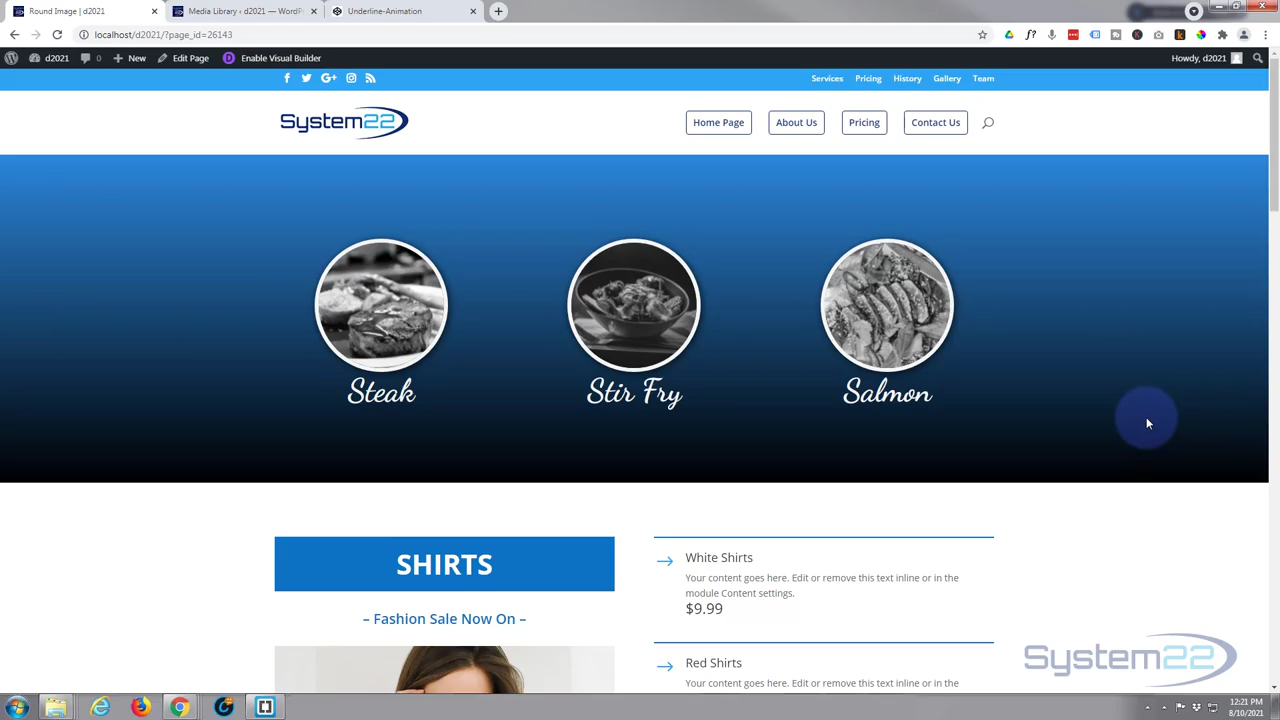 Round Image | d2021
Media Library ‹ d2021 — WordPr
Underline-Animation
localhost/d2021/?page_id=26143
d2021 0 New Edit Page Enable Visual Builder Howdy, d2021
Services Pricing History Gallery Team
System22
Home Page About Us Pricing Contact Us
Steak Stir Fry Salmon
SHIRTS
– Fashion Sale Now On –
White Shirts
Your content goes here. Edit or remove this text inline or in the
module Content settings.
$9.99
Red Shirts
Your content goes here. Edit or remove this text inline or in the
System22
12:21 PM
8/10/2021